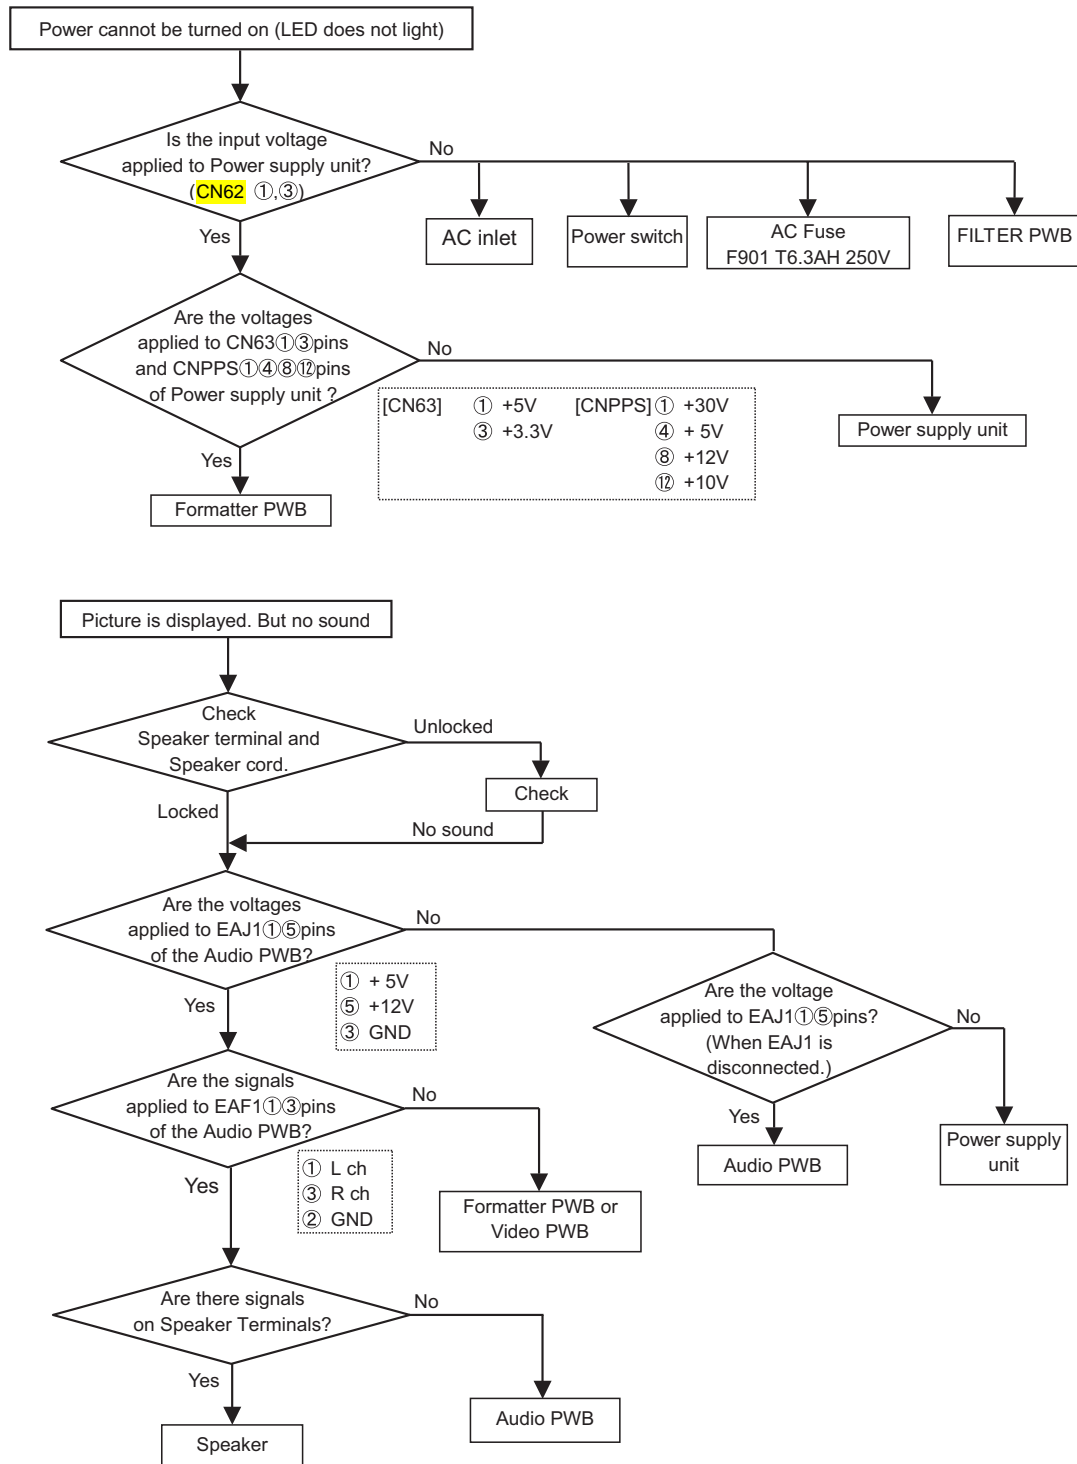 Power cannot be turned on (LED does not light)
Is the input voltage
applied to Power supply unit?
(CN62 ①,③)
No
Yes
AC inlet
Power switch
AC Fuse
F901 T6.3AH 250V
FILTER PWB
Are the voltages
applied to CN63①③pins
and CNPPS①④⑧⑫pins
of Power supply unit ?
No
[CN63] ① +5V [CNPPS] ① +30V
③ +3.3V ④ + 5V
⑧ +12V
⑫ +10V
Power supply unit
Yes
Formatter PWB
Picture is displayed. But no sound
Check
Speaker terminal and
Speaker cord.
Unlocked
Check
Locked
No sound
Are the voltages
applied to EAJ1①⑤pins
of the Audio PWB?
No
① + 5V
⑤ +12V
③ GND
Yes
Are the voltage
applied to EAJ1①⑤pins?
(When EAJ1 is
disconnected.)
No
Yes
Audio PWB
Power supply
unit
Are the signals
applied to EAF1①③pins
of the Audio PWB?
No
① L ch
③ R ch
② GND
Yes
Formatter PWB or
Video PWB
Are there signals
on Speaker Terminals?
No
Yes
Audio PWB
Speaker